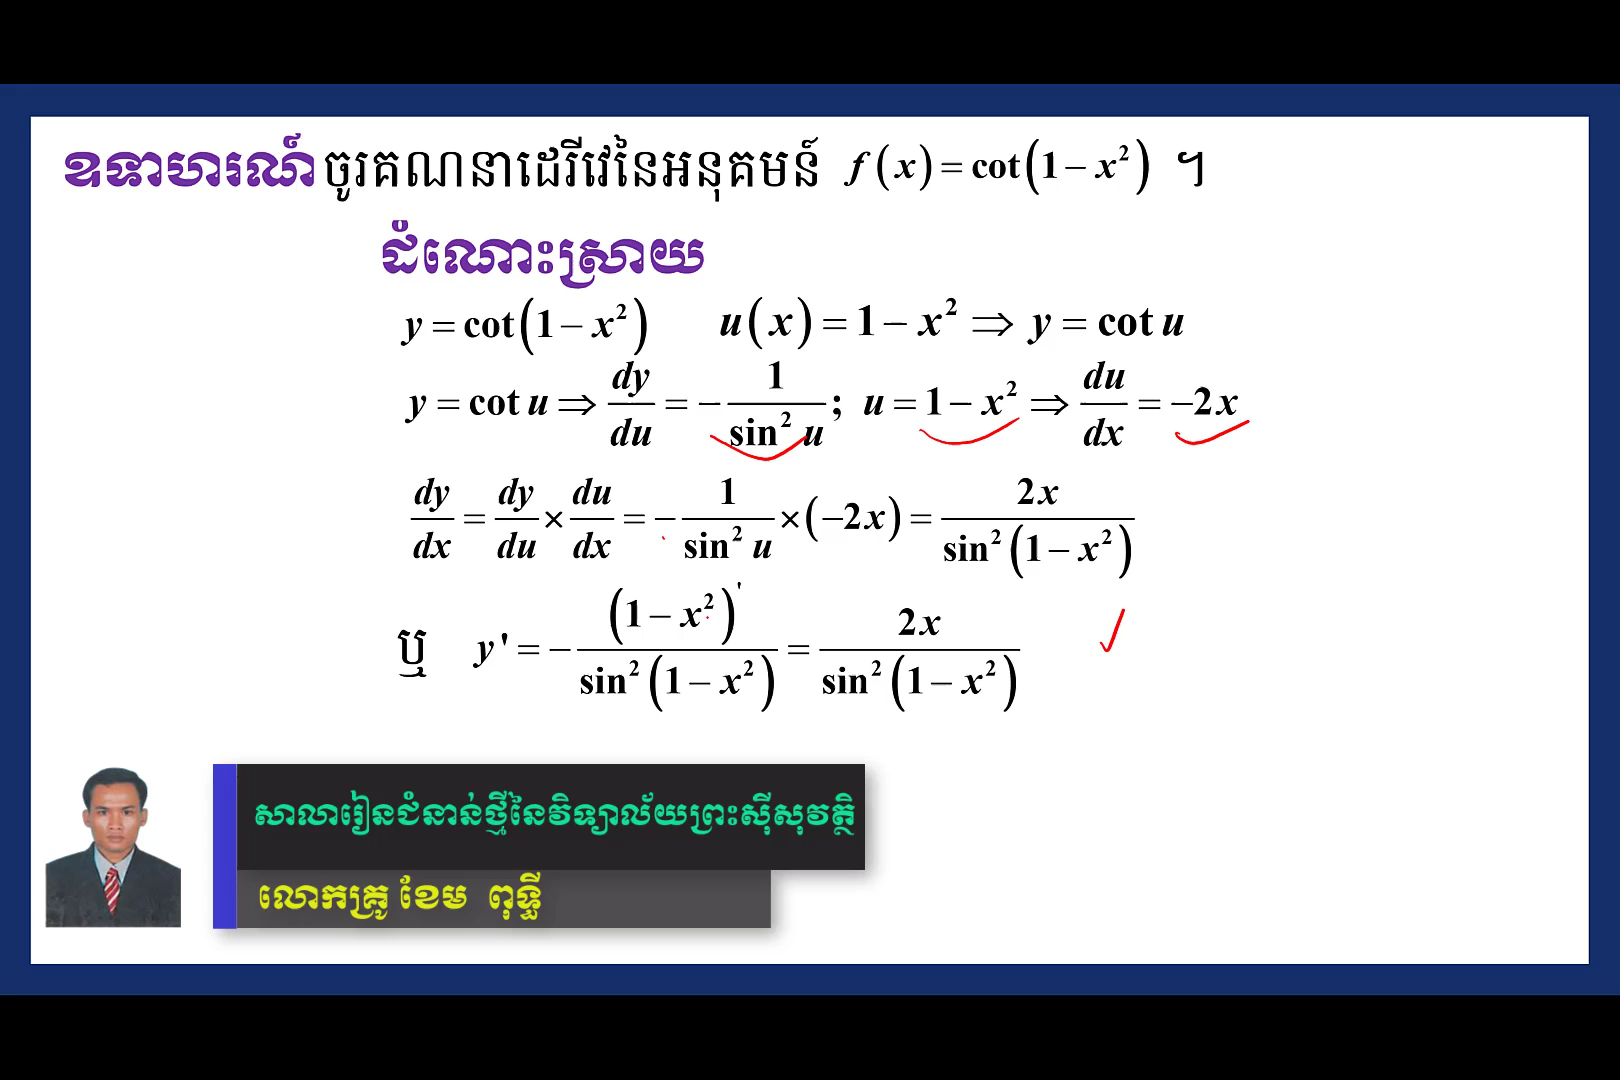 ឧទាហរណ៍ ចូរគណនាដេរីវេនៃអនុគមន៍ f(x) = cot(1 − x²) ។
ដំណោះស្រាយ
y = cot(1 − x²) u(x) = 1 − x² ⇒ y = cot u
y = cot u ⇒ dy/du = − 1/sin² u ; u = 1 − x² ⇒ du/dx = −2x
dy/dx = dy/du × du/dx = − 1/sin² u × (−2x) = 2x/sin²(1 − x²)
ឬ y' = − (1 − x²)'/sin²(1 − x²) = 2x/sin²(1 − x²)
សាលារៀនជំនាន់ថ្មីនៃវិទ្យាល័យព្រះស៊ីសុវត្ថិ
លោកគ្រូ ខែម ពុទ្ធី